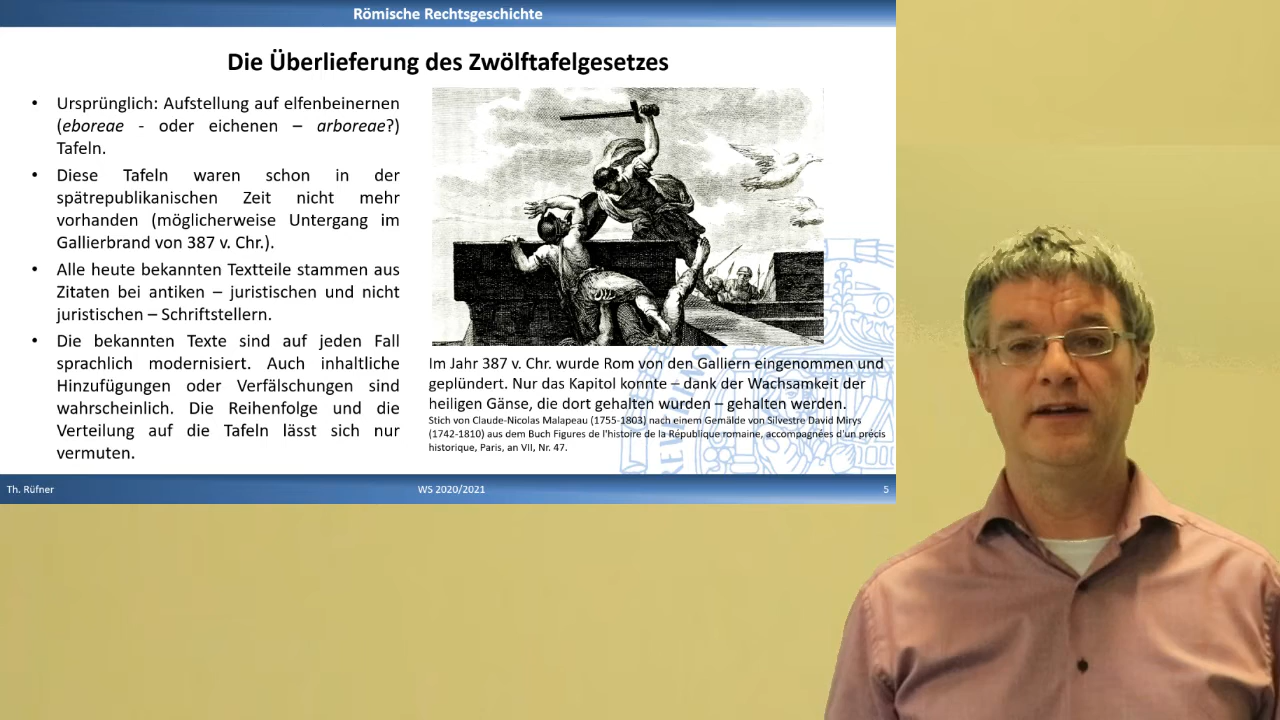 Römische Rechtsgeschichte
Die Überlieferung des Zwölftafelgesetzes
• Ursprünglich: Aufstellung auf elfenbeinernen
(eboreae - oder eichenen – arboreae?)
Tafeln.
• Diese Tafeln waren schon in der
spätrepublikanischen Zeit nicht mehr
vorhanden (möglicherweise Untergang im
Gallierbrand von 387 v. Chr.).
• Alle heute bekannten Textteile stammen aus
Zitaten bei antiken – juristischen und nicht
juristischen – Schriftstellern.
• Die bekannten Texte sind auf jeden Fall
sprachlich modernisiert. Auch inhaltliche
Hinzufügungen oder Verfälschungen sind
wahrscheinlich. Die Reihenfolge und die
Verteilung auf die Tafeln lässt sich nur
vermuten.
Im Jahr 387 v. Chr. wurde Rom von den Galliern eingenommen und
geplündert. Nur das Kapitol konnte – dank der Wachsamkeit der
heiligen Gänse, die dort gehalten wurden – gehalten werden.
Stich von Claude-Nicolas Malapeau (1755-1803) nach einem Gemälde von Silvestre David Mirys
(1742-1810) aus dem Buch Figures de l'histoire de la République romaine, accompagnées d'un précis
historique, Paris, an VII, Nr. 47.
Th. Rüfner
WS 2020/2021
5